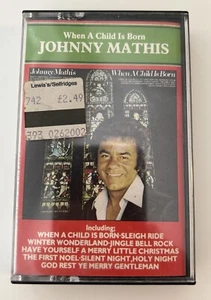 When A Child Is Born
JOHNNY MATHIS
Johnny Mathis When A Child Is Born
Lewis's/Selfridges
742 £2.49
393 0262002
Including;
WHEN A CHILD IS BORN·SLEIGH RIDE
WINTER WONDERLAND·JINGLE BELL ROCK
HAVE YOURSELF A MERRY LITTLE CHRISTMAS
THE FIRST NOEL·SILENT NIGHT,HOLY NIGHT
GOD REST YE MERRY GENTLEMAN